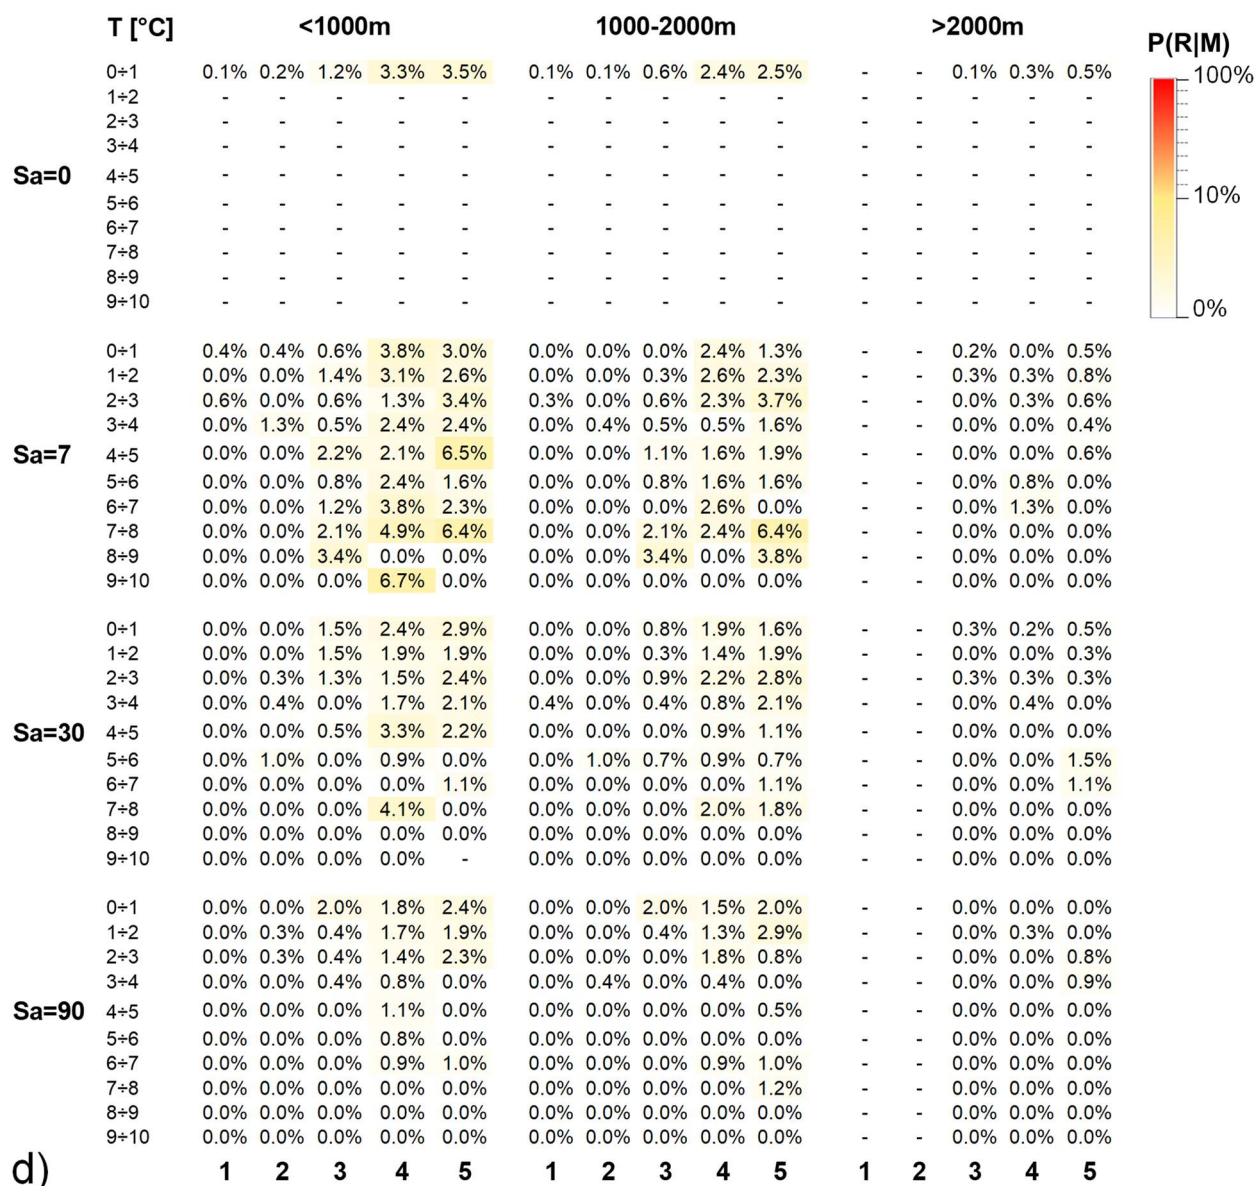 T [°C] <1000m 1000-2000m >2000m
P(R|M)
100%
10%
0%
0÷1 0.1% 0.2% 1.2% 3.3% 3.5% 0.1% 0.1% 0.6% 2.4% 2.5% - - 0.1% 0.3% 0.5%
1÷2 - - - - - - - - - - - - - - -
2÷3 - - - - - - - - - - - - - - -
3÷4 - - - - - - - - - - - - - - -
Sa=0 4÷5 - - - - - - - - - - - - - - -
5÷6 - - - - - - - - - - - - - - -
6÷7 - - - - - - - - - - - - - - -
7÷8 - - - - - - - - - - - - - - -
8÷9 - - - - - - - - - - - - - - -
9÷10 - - - - - - - - - - - - - - -
0÷1 0.4% 0.4% 0.6% 3.8% 3.0% 0.0% 0.0% 0.0% 2.4% 1.3% - - 0.2% 0.0% 0.5%
1÷2 0.0% 0.0% 1.4% 3.1% 2.6% 0.0% 0.0% 0.3% 2.6% 2.3% - - 0.3% 0.3% 0.8%
2÷3 0.6% 0.0% 0.6% 1.3% 3.4% 0.3% 0.0% 0.6% 2.3% 3.7% - - 0.0% 0.3% 0.6%
3÷4 0.0% 1.3% 0.5% 2.4% 2.4% 0.0% 0.4% 0.5% 0.5% 1.6% - - 0.0% 0.0% 0.4%
Sa=7 4÷5 0.0% 0.0% 2.2% 2.1% 6.5% 0.0% 0.0% 1.1% 1.6% 1.9% - - 0.0% 0.0% 0.6%
5÷6 0.0% 0.0% 0.8% 2.4% 1.6% 0.0% 0.0% 0.8% 1.6% 1.6% - - 0.0% 0.8% 0.0%
6÷7 0.0% 0.0% 1.2% 3.8% 2.3% 0.0% 0.0% 0.0% 2.6% 0.0% - - 0.0% 1.3% 0.0%
7÷8 0.0% 0.0% 2.1% 4.9% 6.4% 0.0% 0.0% 2.1% 2.4% 6.4% - - 0.0% 0.0% 0.0%
8÷9 0.0% 0.0% 3.4% 0.0% 0.0% 0.0% 0.0% 3.4% 0.0% 3.8% - - 0.0% 0.0% 0.0%
9÷10 0.0% 0.0% 0.0% 6.7% 0.0% 0.0% 0.0% 0.0% 0.0% 0.0% - - 0.0% 0.0% 0.0%
0÷1 0.0% 0.0% 1.5% 2.4% 2.9% 0.0% 0.0% 0.8% 1.9% 1.6% - - 0.3% 0.2% 0.5%
1÷2 0.0% 0.0% 1.5% 1.9% 1.9% 0.0% 0.0% 0.3% 1.4% 1.9% - - 0.0% 0.0% 0.3%
2÷3 0.0% 0.3% 1.3% 1.5% 2.4% 0.0% 0.0% 0.9% 2.2% 2.8% - - 0.3% 0.3% 0.3%
3÷4 0.0% 0.4% 0.0% 1.7% 2.1% 0.4% 0.0% 0.4% 0.8% 2.1% - - 0.0% 0.4% 0.0%
Sa=30 4÷5 0.0% 0.0% 0.5% 3.3% 2.2% 0.0% 0.0% 0.0% 0.9% 1.1% - - 0.0% 0.0% 0.0%
5÷6 0.0% 1.0% 0.0% 0.9% 0.0% 0.0% 1.0% 0.7% 0.9% 0.7% - - 0.0% 0.0% 1.5%
6÷7 0.0% 0.0% 0.0% 0.0% 1.1% 0.0% 0.0% 0.0% 0.0% 1.1% - - 0.0% 0.0% 1.1%
7÷8 0.0% 0.0% 0.0% 4.1% 0.0% 0.0% 0.0% 0.0% 2.0% 1.8% - - 0.0% 0.0% 0.0%
8÷9 0.0% 0.0% 0.0% 0.0% 0.0% 0.0% 0.0% 0.0% 0.0% 0.0% - - 0.0% 0.0% 0.0%
9÷10 0.0% 0.0% 0.0% 0.0% - 0.0% 0.0% 0.0% 0.0% 0.0% - - 0.0% 0.0% 0.0%
0÷1 0.0% 0.0% 2.0% 1.8% 2.4% 0.0% 0.0% 2.0% 1.5% 2.0% - - 0.0% 0.0% 0.0%
1÷2 0.0% 0.3% 0.4% 1.7% 1.9% 0.0% 0.0% 0.4% 1.3% 2.9% - - 0.0% 0.3% 0.0%
2÷3 0.0% 0.3% 0.4% 1.4% 2.3% 0.0% 0.0% 0.0% 1.8% 0.8% - - 0.0% 0.0% 0.8%
3÷4 0.0% 0.0% 0.4% 0.8% 0.0% 0.0% 0.4% 0.0% 0.4% 0.0% - - 0.0% 0.0% 0.9%
Sa=90 4÷5 0.0% 0.0% 0.0% 1.1% 0.0% 0.0% 0.0% 0.0% 0.0% 0.5% - - 0.0% 0.0% 0.0%
5÷6 0.0% 0.0% 0.0% 0.8% 0.0% 0.0% 0.0% 0.0% 0.0% 0.0% - - 0.0% 0.0% 0.0%
6÷7 0.0% 0.0% 0.0% 0.9% 1.0% 0.0% 0.0% 0.0% 0.9% 1.0% - - 0.0% 0.0% 0.0%
7÷8 0.0% 0.0% 0.0% 0.0% 0.0% 0.0% 0.0% 0.0% 0.0% 1.2% - - 0.0% 0.0% 0.0%
8÷9 0.0% 0.0% 0.0% 0.0% 0.0% 0.0% 0.0% 0.0% 0.0% 0.0% - - 0.0% 0.0% 0.0%
9÷10 0.0% 0.0% 0.0% 0.0% 0.0% 0.0% 0.0% 0.0% 0.0% 0.0% - - 0.0% 0.0% 0.0%
d) 1 2 3 4 5 1 2 3 4 5 1 2 3 4 5